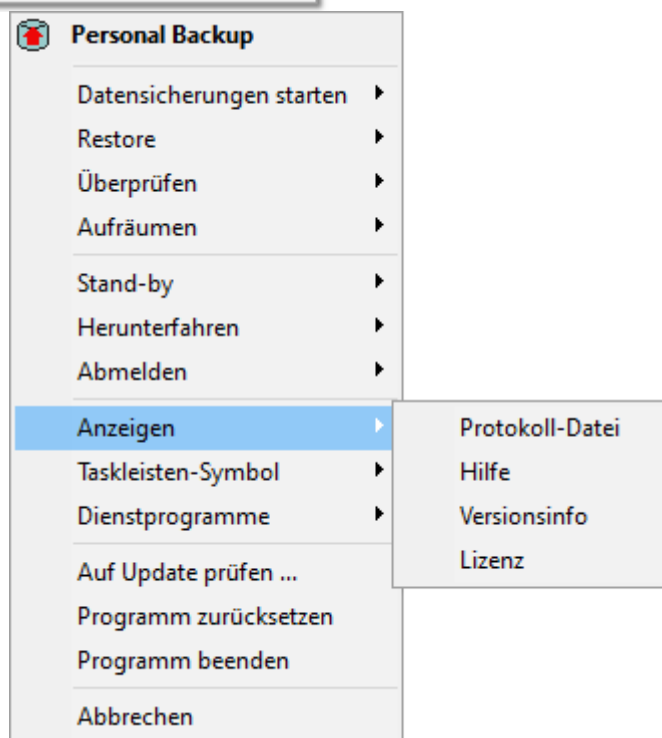 Personal Backup
Datensicherungen starten
Restore
Überprüfen
Aufräumen
Stand-by
Herunterfahren
Abmelden
Anzeigen
Protokoll-Datei
Taskleisten-Symbol
Hilfe
Dienstprogramme
Versionsinfo
Auf Update prüfen ...
Lizenz
Programm zurücksetzen
Programm beenden
Abbrechen